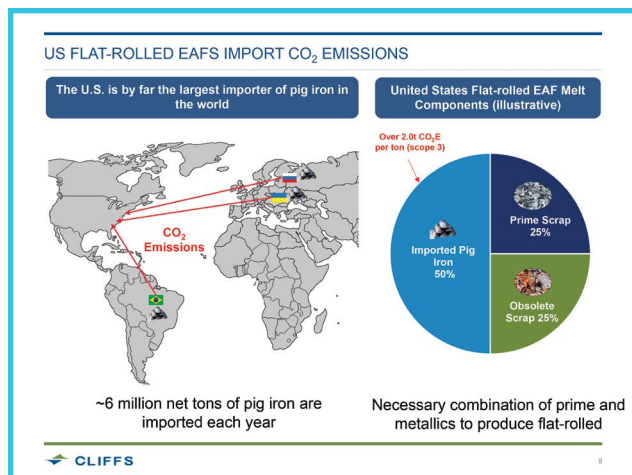 US FLAT-ROLLED EAFS IMPORT CO2 EMISSIONS
The U.S. is by far the largest importer of pig iron in
the world
United States Flat-rolled EAF Melt
Components (illustrative)
Over 2.0t CO2E
per ton (scope 3)
CO2
Emissions
Imported Pig
Iron
50%
Prime Scrap
25%
Obsolete
Scrap 25%
~6 million net tons of pig iron are
imported each year
Necessary combination of prime and
metallics to produce flat-rolled
CLIFFS
8